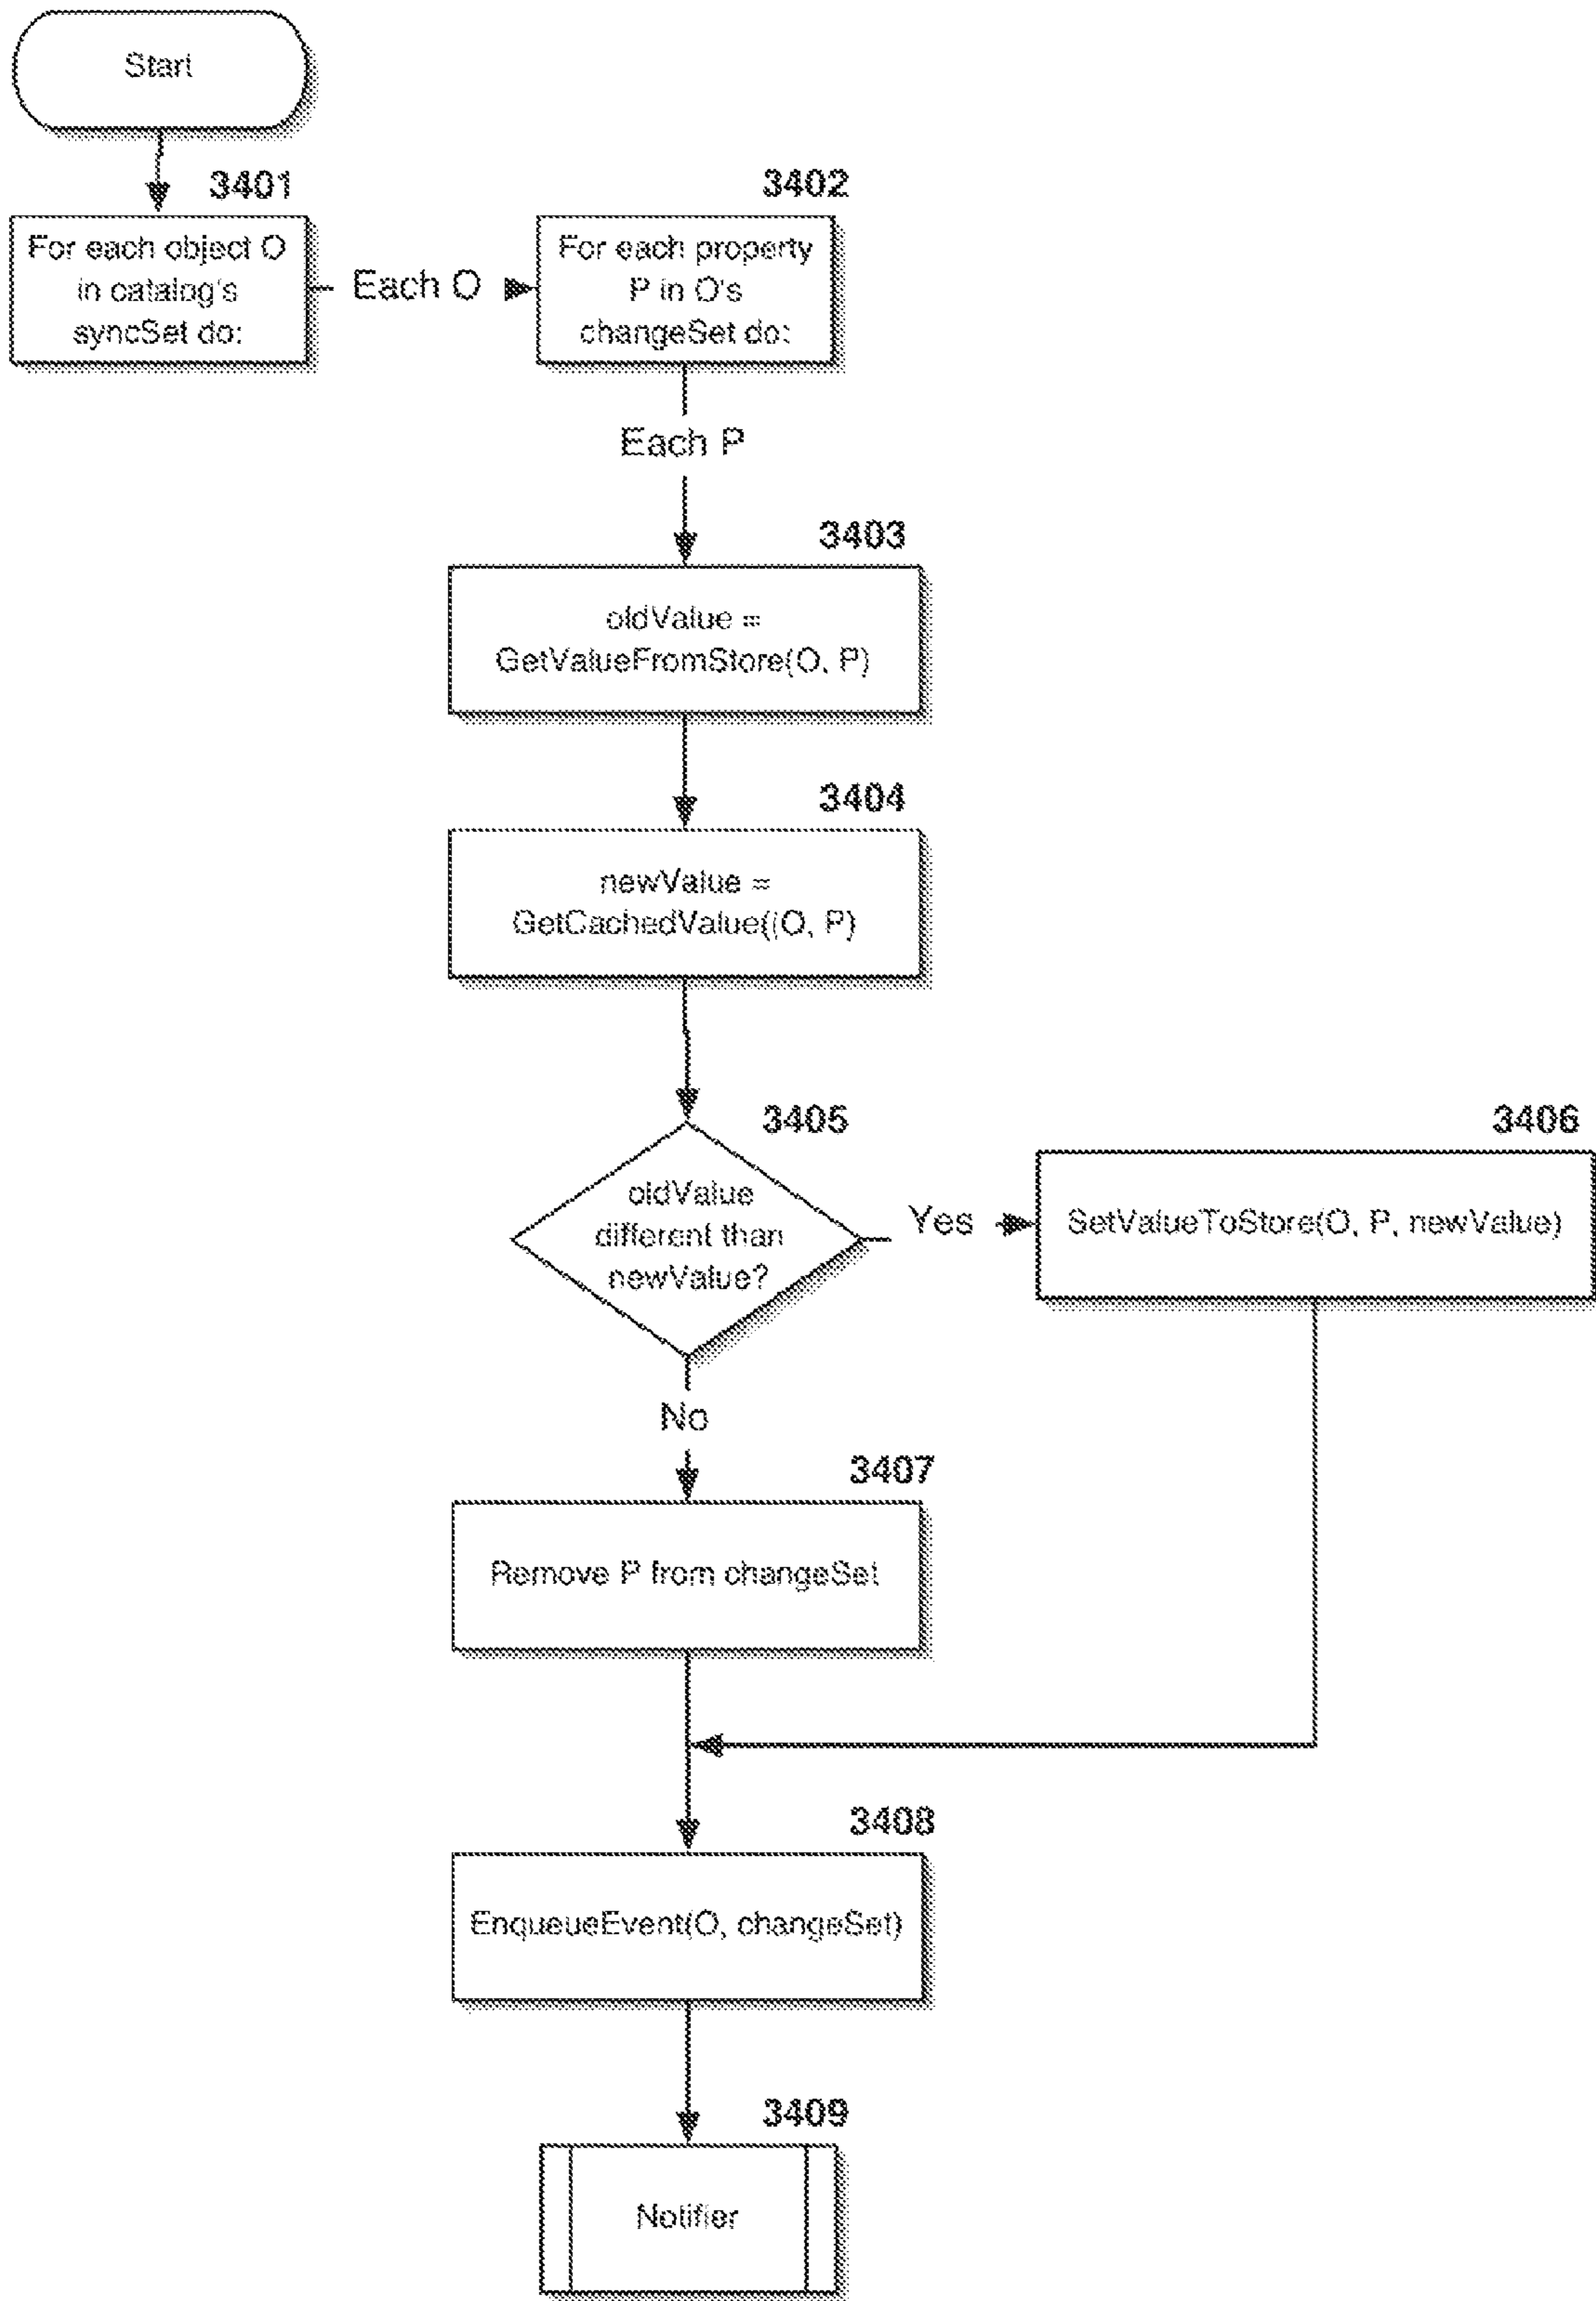 Start
3401
For each object O
in catalog's
syncSet do:
Each O
3402
For each property
P in O's
changeSet do:
Each P
3403
oldValue =
GetValueFromStore(O, P)
3404
newValue =
GetCachedValue((O, P)
3405
oldValue
different than
newValue?
Yes
3406
SetValueToStore(O, P, newValue)
No
3407
Remove P from changeSet
3408
EnqueueEvent(O, changeSet)
3409
Notifier